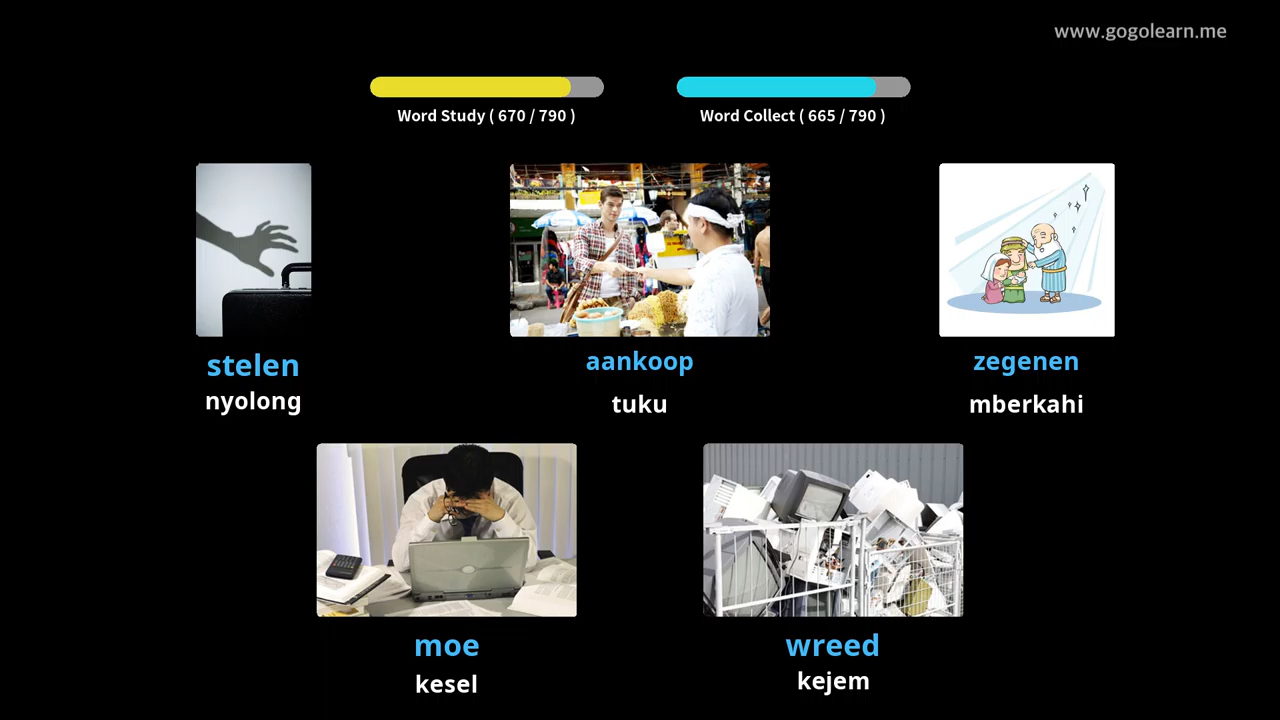 www.gogolearn.me
Word Study ( 670 / 790 )
Word Collect ( 665 / 790 )
stelen
nyolong
aankoop
tuku
zegenen
mberkahi
moe
kesel
wreed
kejem